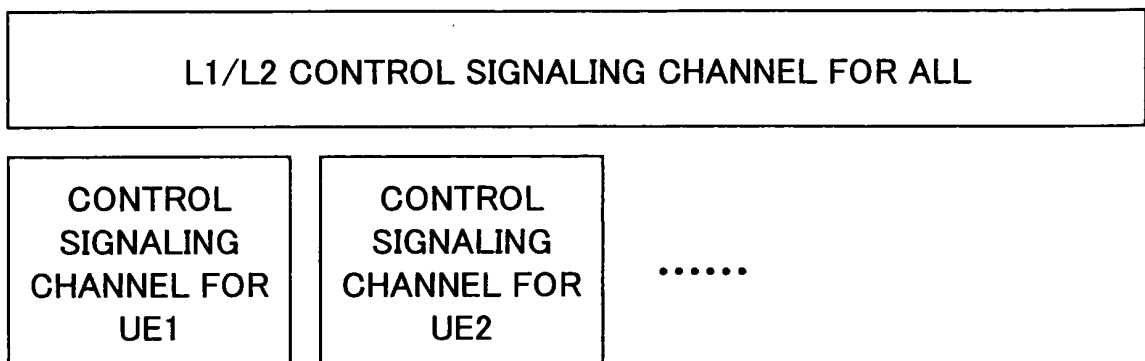 L1/L2 CONTROL SIGNALING CHANNEL FOR ALL
CONTROL
SIGNALING
CHANNEL FOR
UE1
CONTROL
SIGNALING
CHANNEL FOR
UE2
......